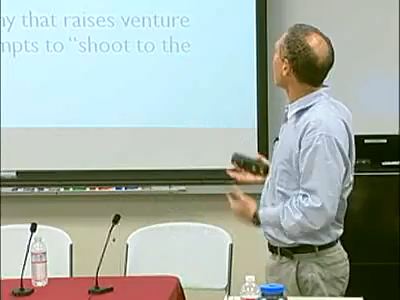 ny that raises venture
mpts to "shoot to the